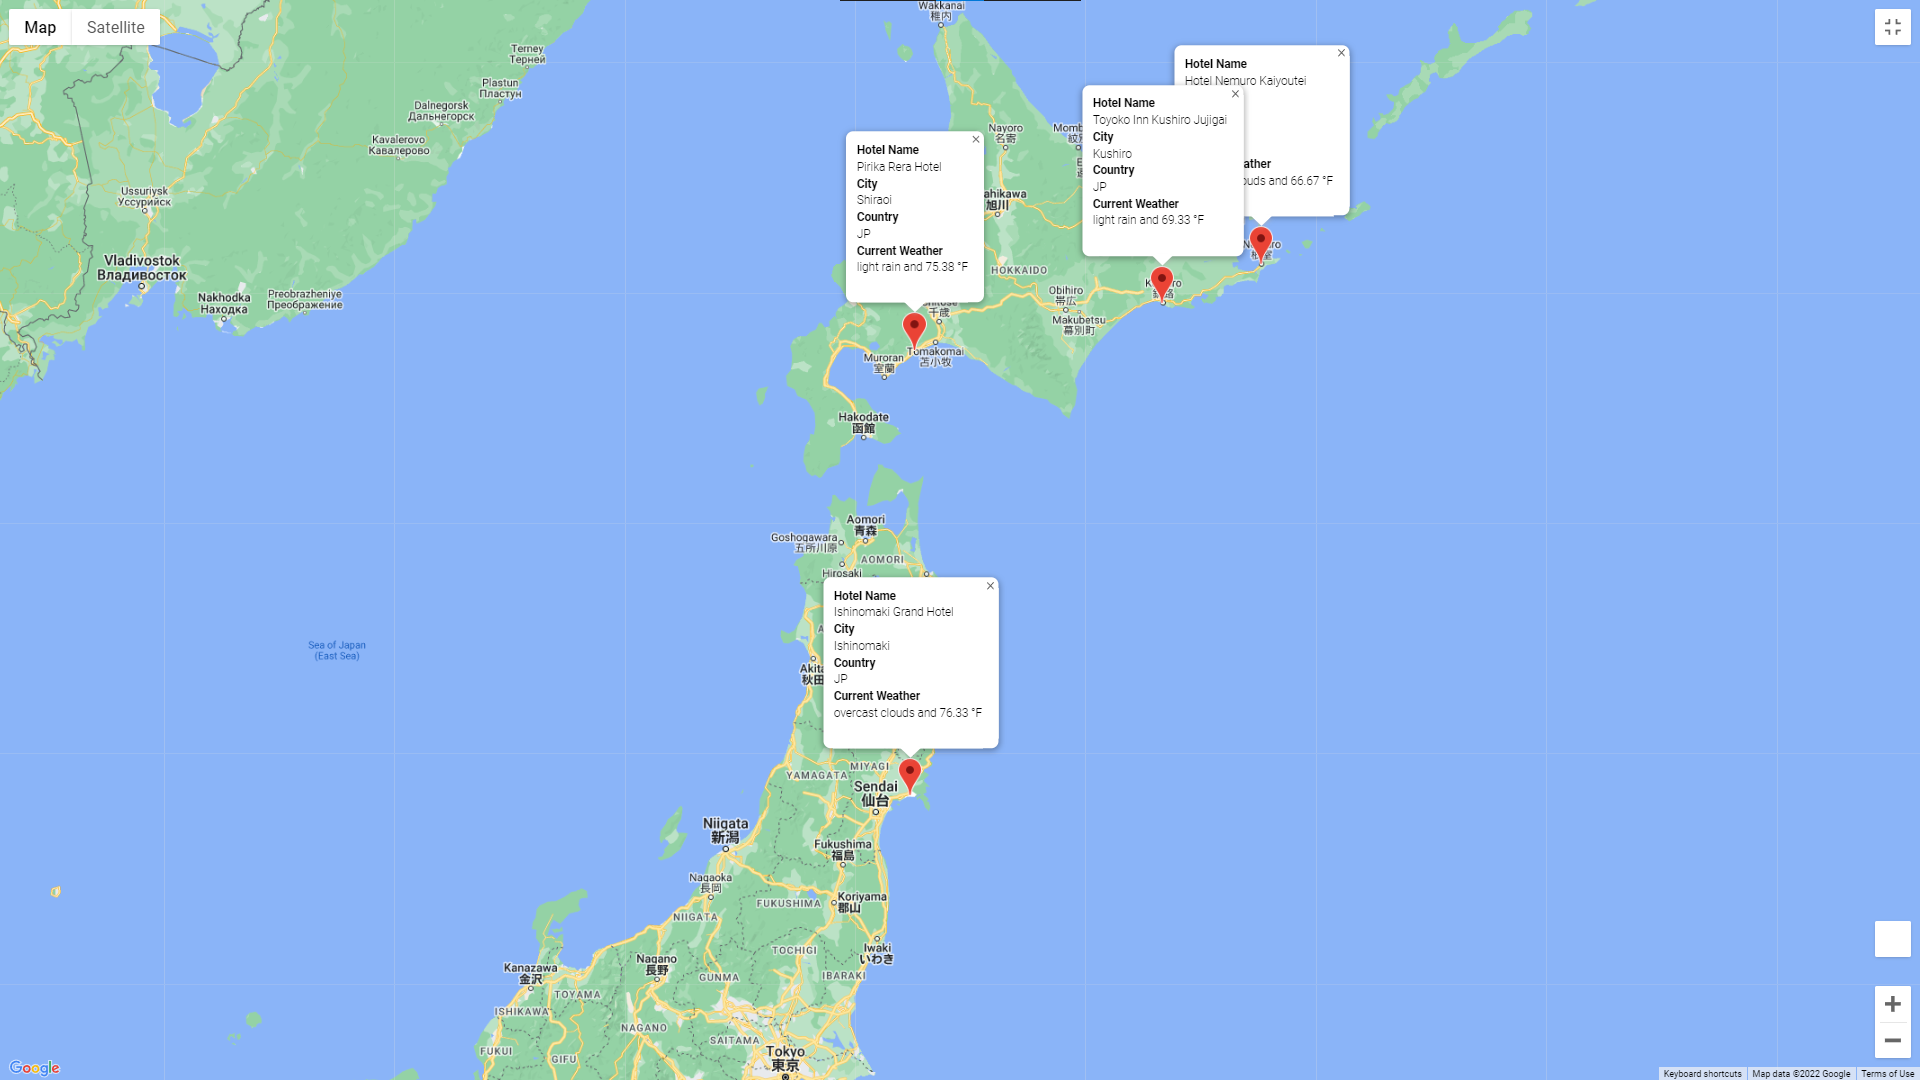 Map
Satellite
Wakkanai
稚内
Terney
Терней
Plastun
Пластун
Dalnegorsk
Дальнегорск
Kavalerovo
Кавалерово
Ussuriysk
Уссурийск
Vladivostok
Владивосток
Nakhodka
Находка
Preobrazheniye
Преображение
Nayoro
名寄
Momb
紋別
ahikawa
旭川
HOKKAIDO
Obihiro
帯広
Makubetsu
幕別町
Hotel Name
Hotel Nemuro Kaiyoutei
ather
ouds and 66.67 °F
Hotel Name
Toyoko Inn Kushiro Jujigai
City
Kushiro
Country
JP
Current Weather
light rain and 69.33 °F
Hotel Name
Pirika Rera Hotel
City
Shiraoi
Country
JP
Current Weather
light rain and 75.38 °F
千歳
Tomakomai
苫小牧
Muroran
室蘭
Hakodate
函館
Aomori
青森
Goshogawara
五所川原
AOMORI
Hirosaki
Hotel Name
Ishinomaki Grand Hotel
City
Ishinomaki
Country
JP
Current Weather
overcast clouds and 76.33 °F
Akita
秋田
Sea of Japan
(East Sea)
MIYAGI
YAMAGATA
Sendai
仙台
Niigata
新潟
Fukushima
福島
Nagaoka
長岡
FUKUSHIMA
Koriyama
郡山
NIIGATA
Iwaki
いわき
TOCHIGI
Nagano
長野
Kanazawa
金沢
GUNMA
IBARAKI
TOYAMA
ISHIKAWA
NAGANO
SAITAMA
FUKUI
GIFU
Tokyo
東京
Google
Keyboard shortcuts
Map data ©2022 Google
Terms of Use